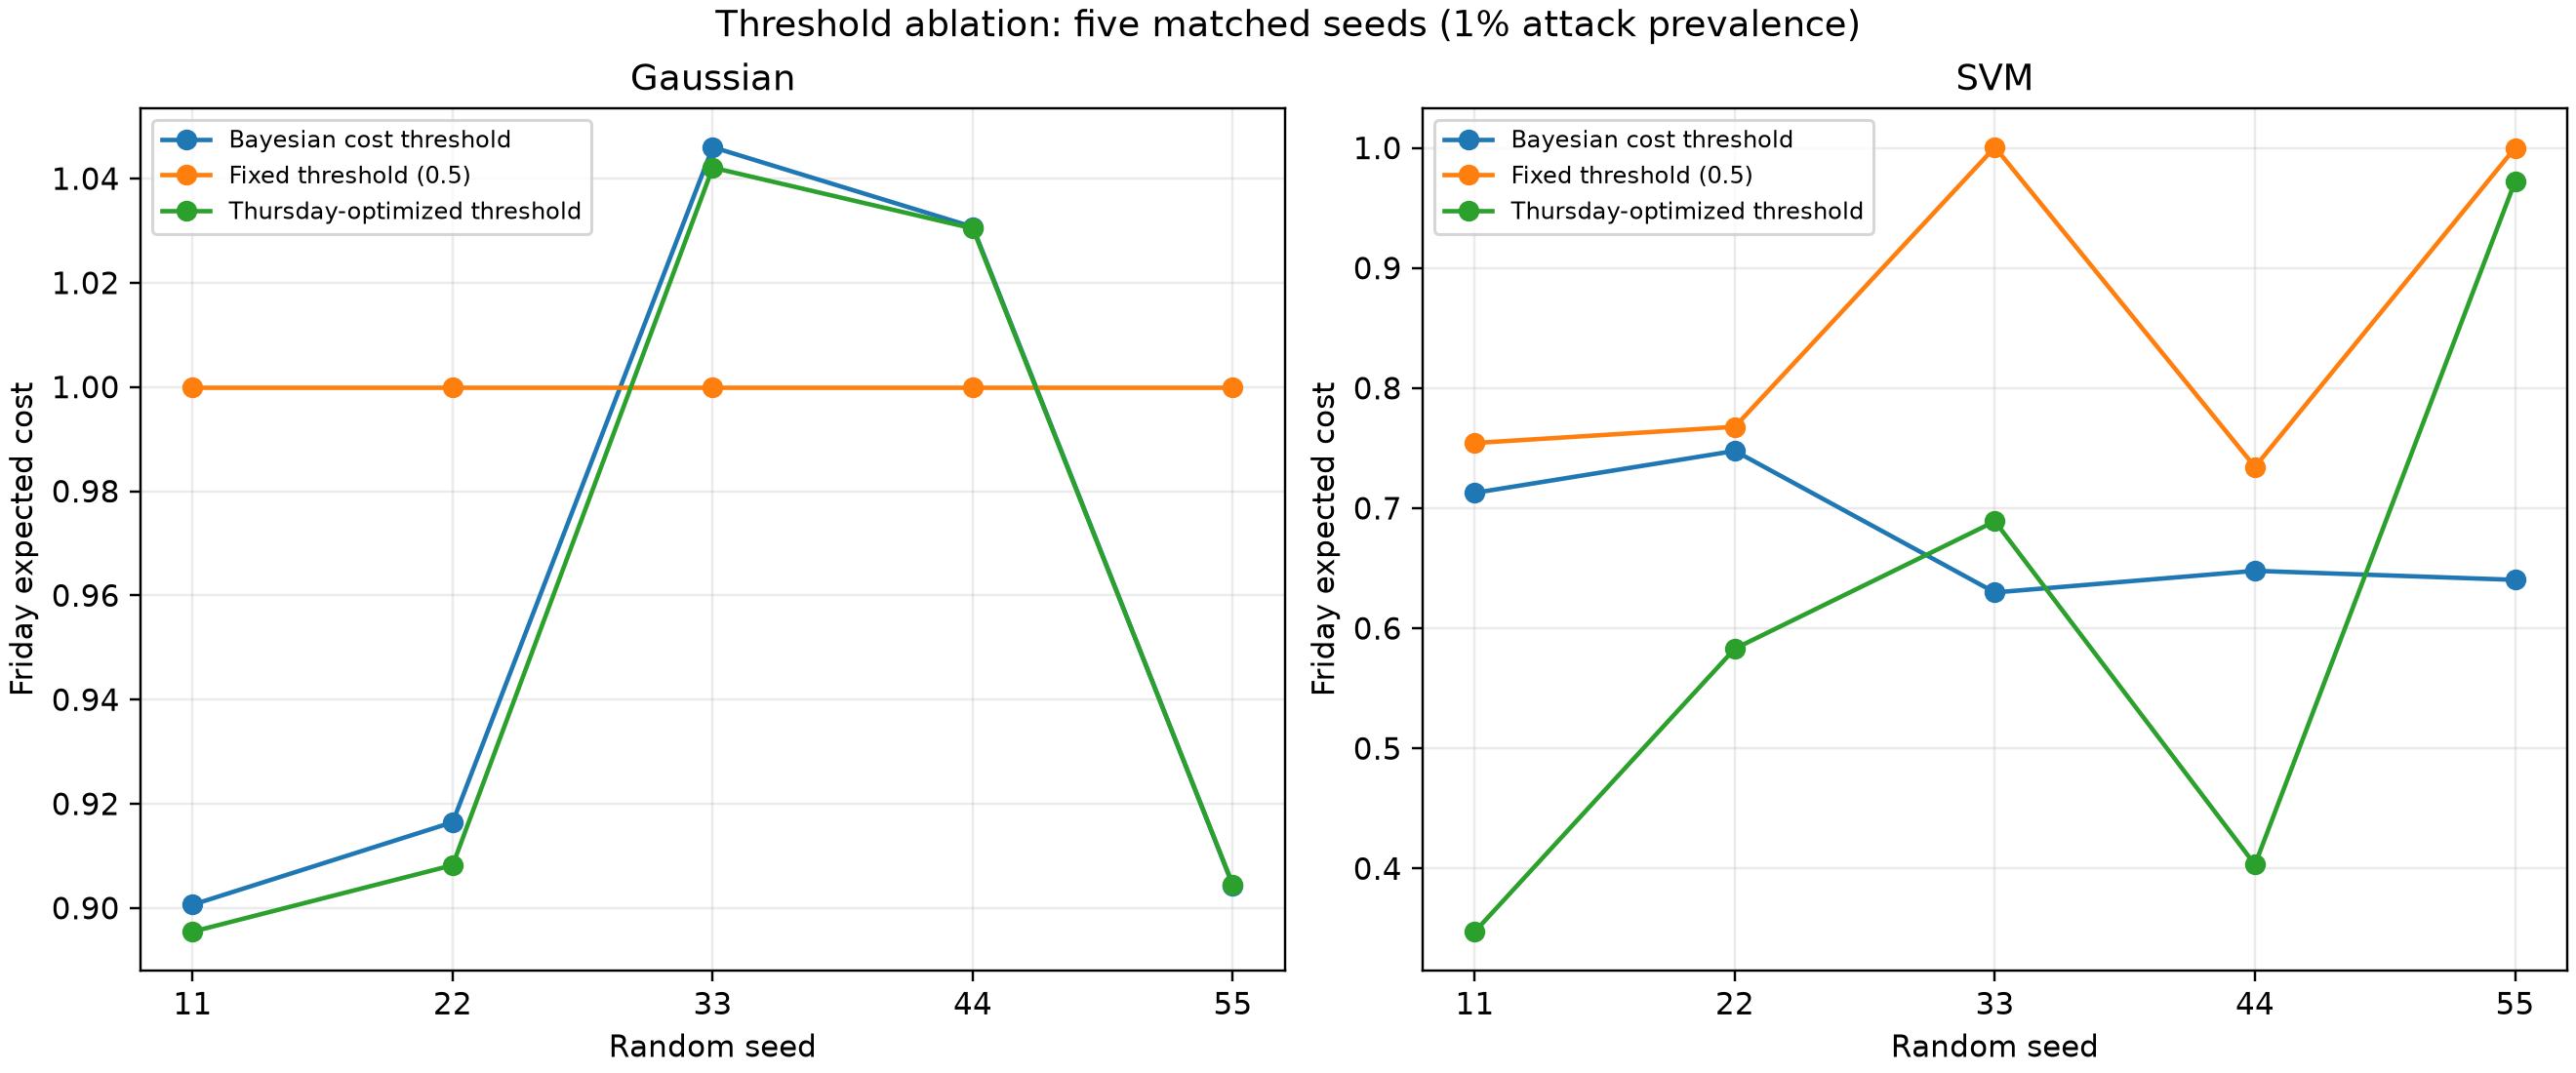 Threshold ablation: five matched seeds (1% attack prevalence)
Gaussian
Bayesian cost threshold
Fixed threshold (0.5)
Thursday-optimized threshold
Friday expected cost
1.04
1.02
1.00
0.98
0.96
0.94
0.92
0.90
11
22
33
44
55
Random seed
SVM
Bayesian cost threshold
Fixed threshold (0.5)
Thursday-optimized threshold
Friday expected cost
1.0
0.9
0.8
0.7
0.6
0.5
0.4
11
22
33
44
55
Random seed